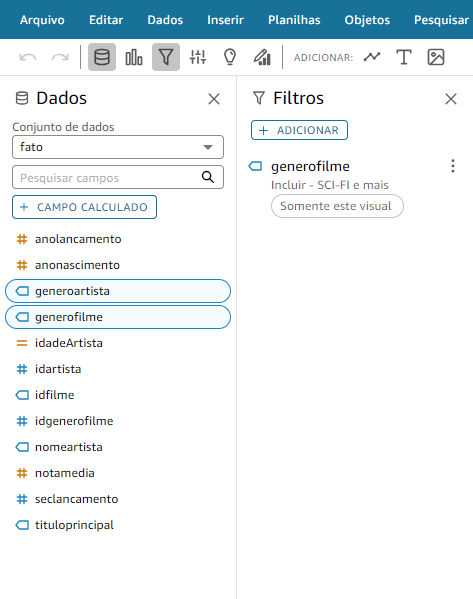 Arquivo Editar Dados Inserir Planilhas Objetos Pesquisar
ADICIONAR:
Dados
Conjunto de dados
fato
Pesquisar campos
+ CAMPO CALCULADO
anolancamento
anonascimento
generoartista
generofilme
idadeArtista
idartista
idfilme
idgenerofilme
nomeartista
notamedia
seclancamento
tituloprincipal
Filtros
+ ADICIONAR
generofilme
Incluir - SCI-FI e mais
Somente este visual